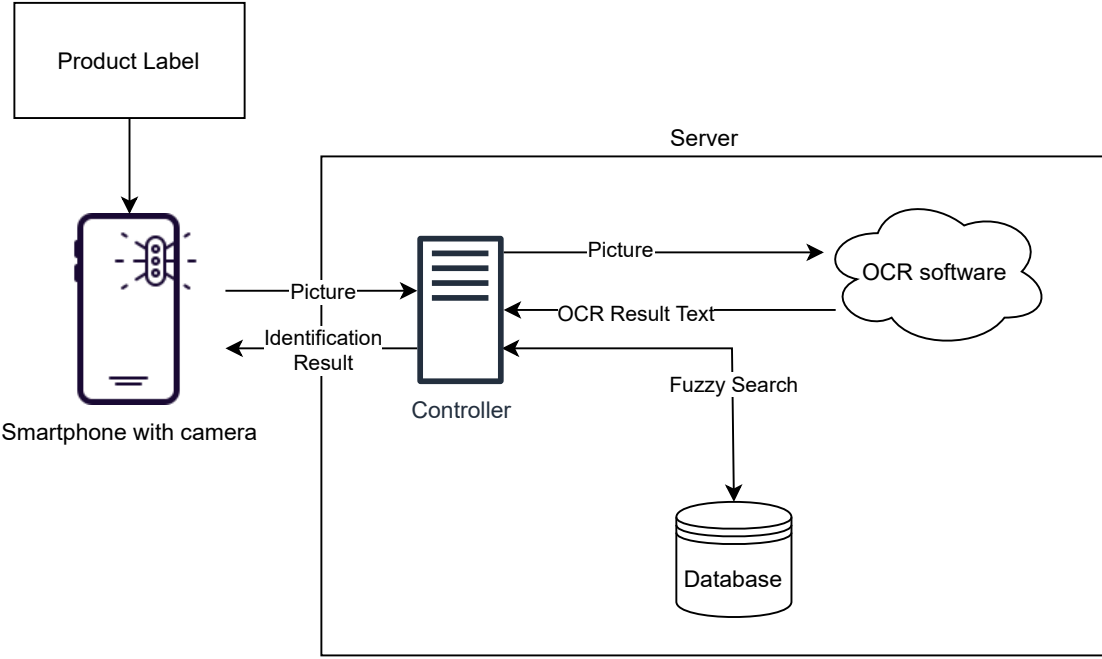 Product Label
Server
Picture
OCR software
Picture
OCR Result Text
Identification
Result
Fuzzy Search
Controller
Smartphone with camera
Database